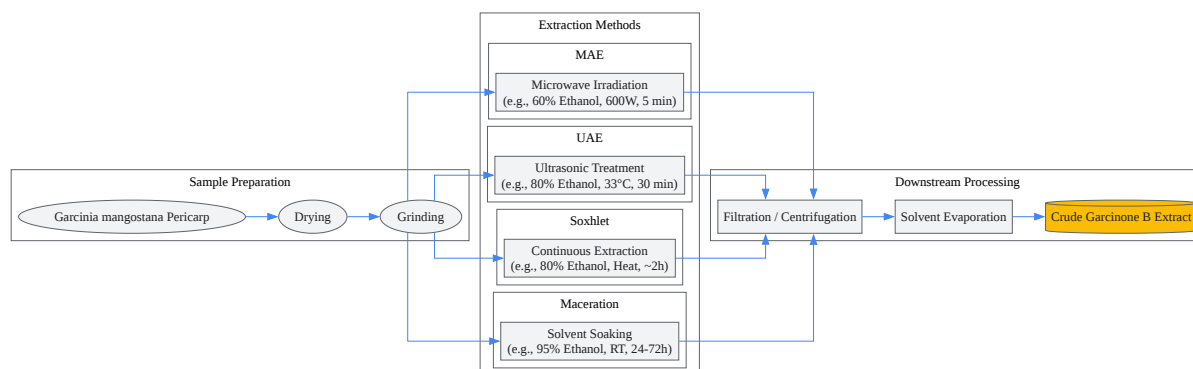 Sample Preparation
Garcinia mangostana Pericarp
Drying
Grinding
Extraction Methods
MAE
Microwave Irradiation
(e.g., 60% Ethanol, 600W, 5 min)
UAE
Ultrasonic Treatment
(e.g., 80% Ethanol, 33°C, 30 min)
Soxhlet
Continuous Extraction
(e.g., 80% Ethanol, Heat, ~2h)
Maceration
Solvent Soaking
(e.g., 95% Ethanol, RT, 24-72h)
Downstream Processing
Filtration / Centrifugation
Solvent Evaporation
Crude Garcinone B Extract